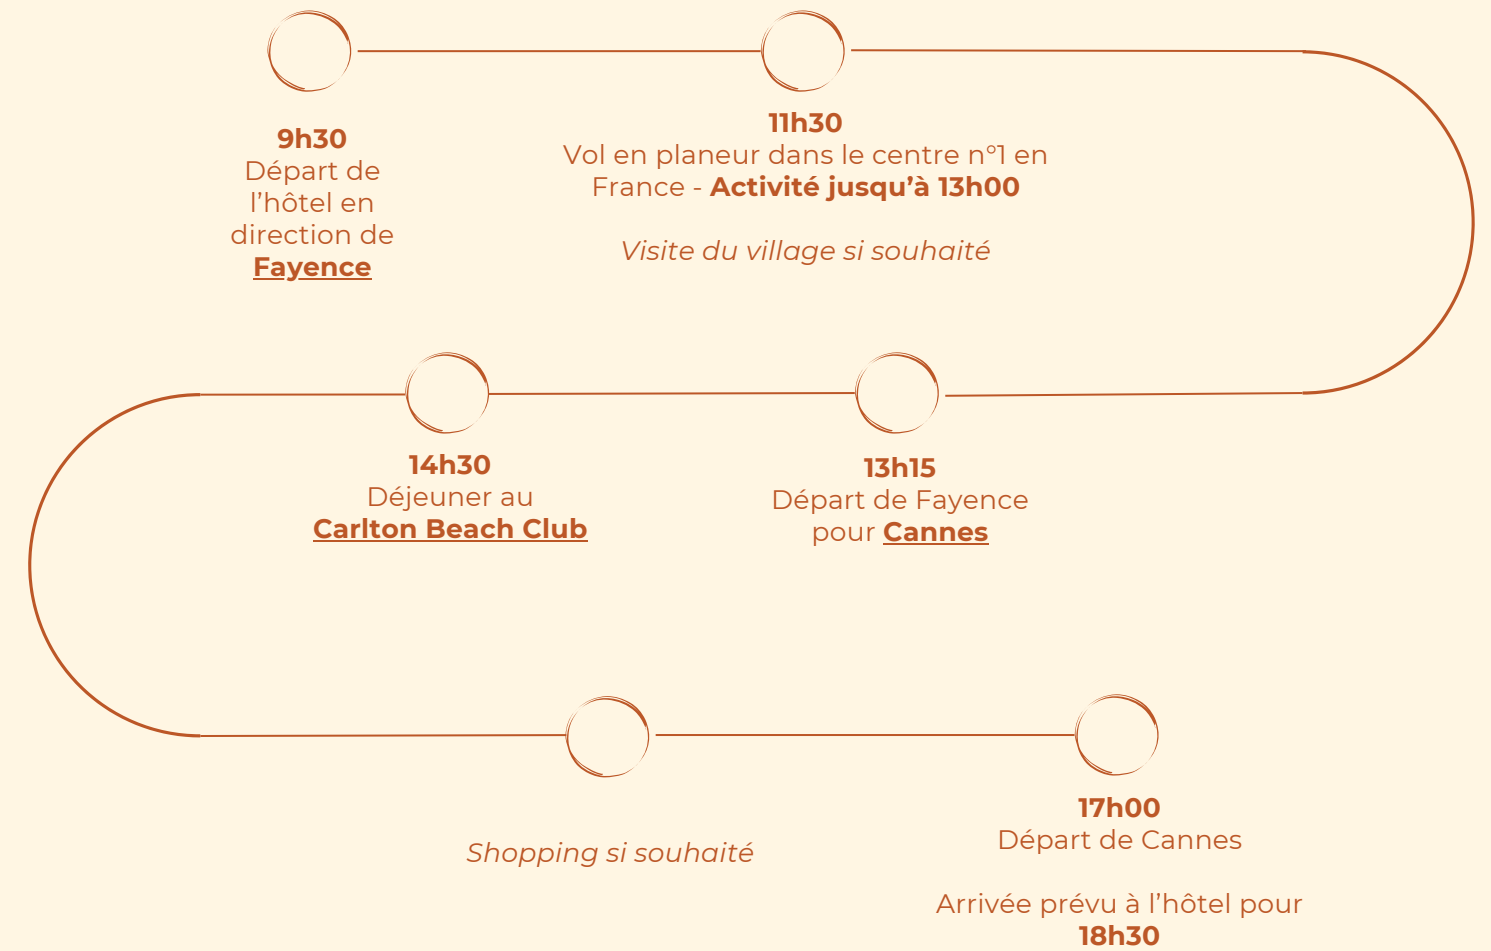 9h30
Départ de
l'hôtel en
direction de
Fayence
11h30
Vol en planeur dans le centre n°1 en
France - Activité jusqu'à 13h00
Visite du village si souhaité
13h15
Départ de Fayence
pour Cannes
14h30
Déjeuner au
Carlton Beach Club
Shopping si souhaité
17h00
Départ de Cannes
Arrivée prévu à l'hôtel pour
18h30